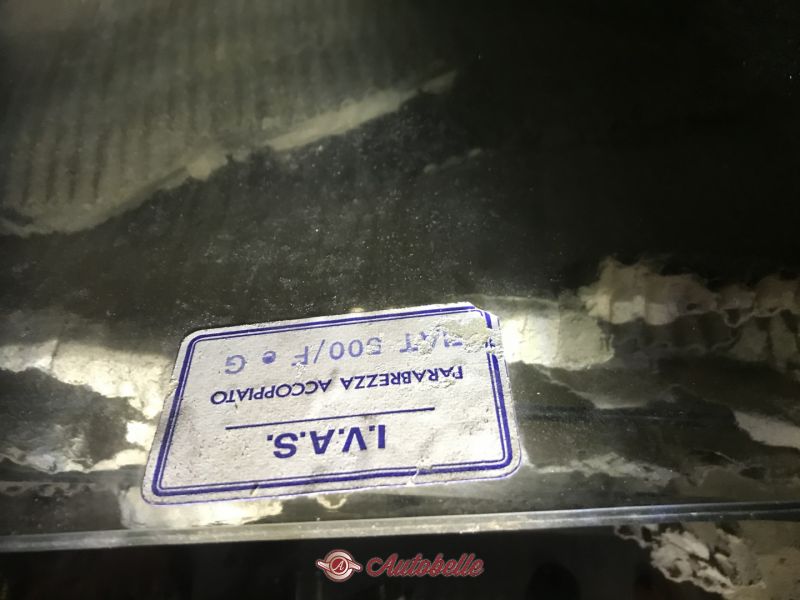 I.V.A.S.
PARABREZZA ACCOPPIATO
FIAT 500/F e G
Autobelle